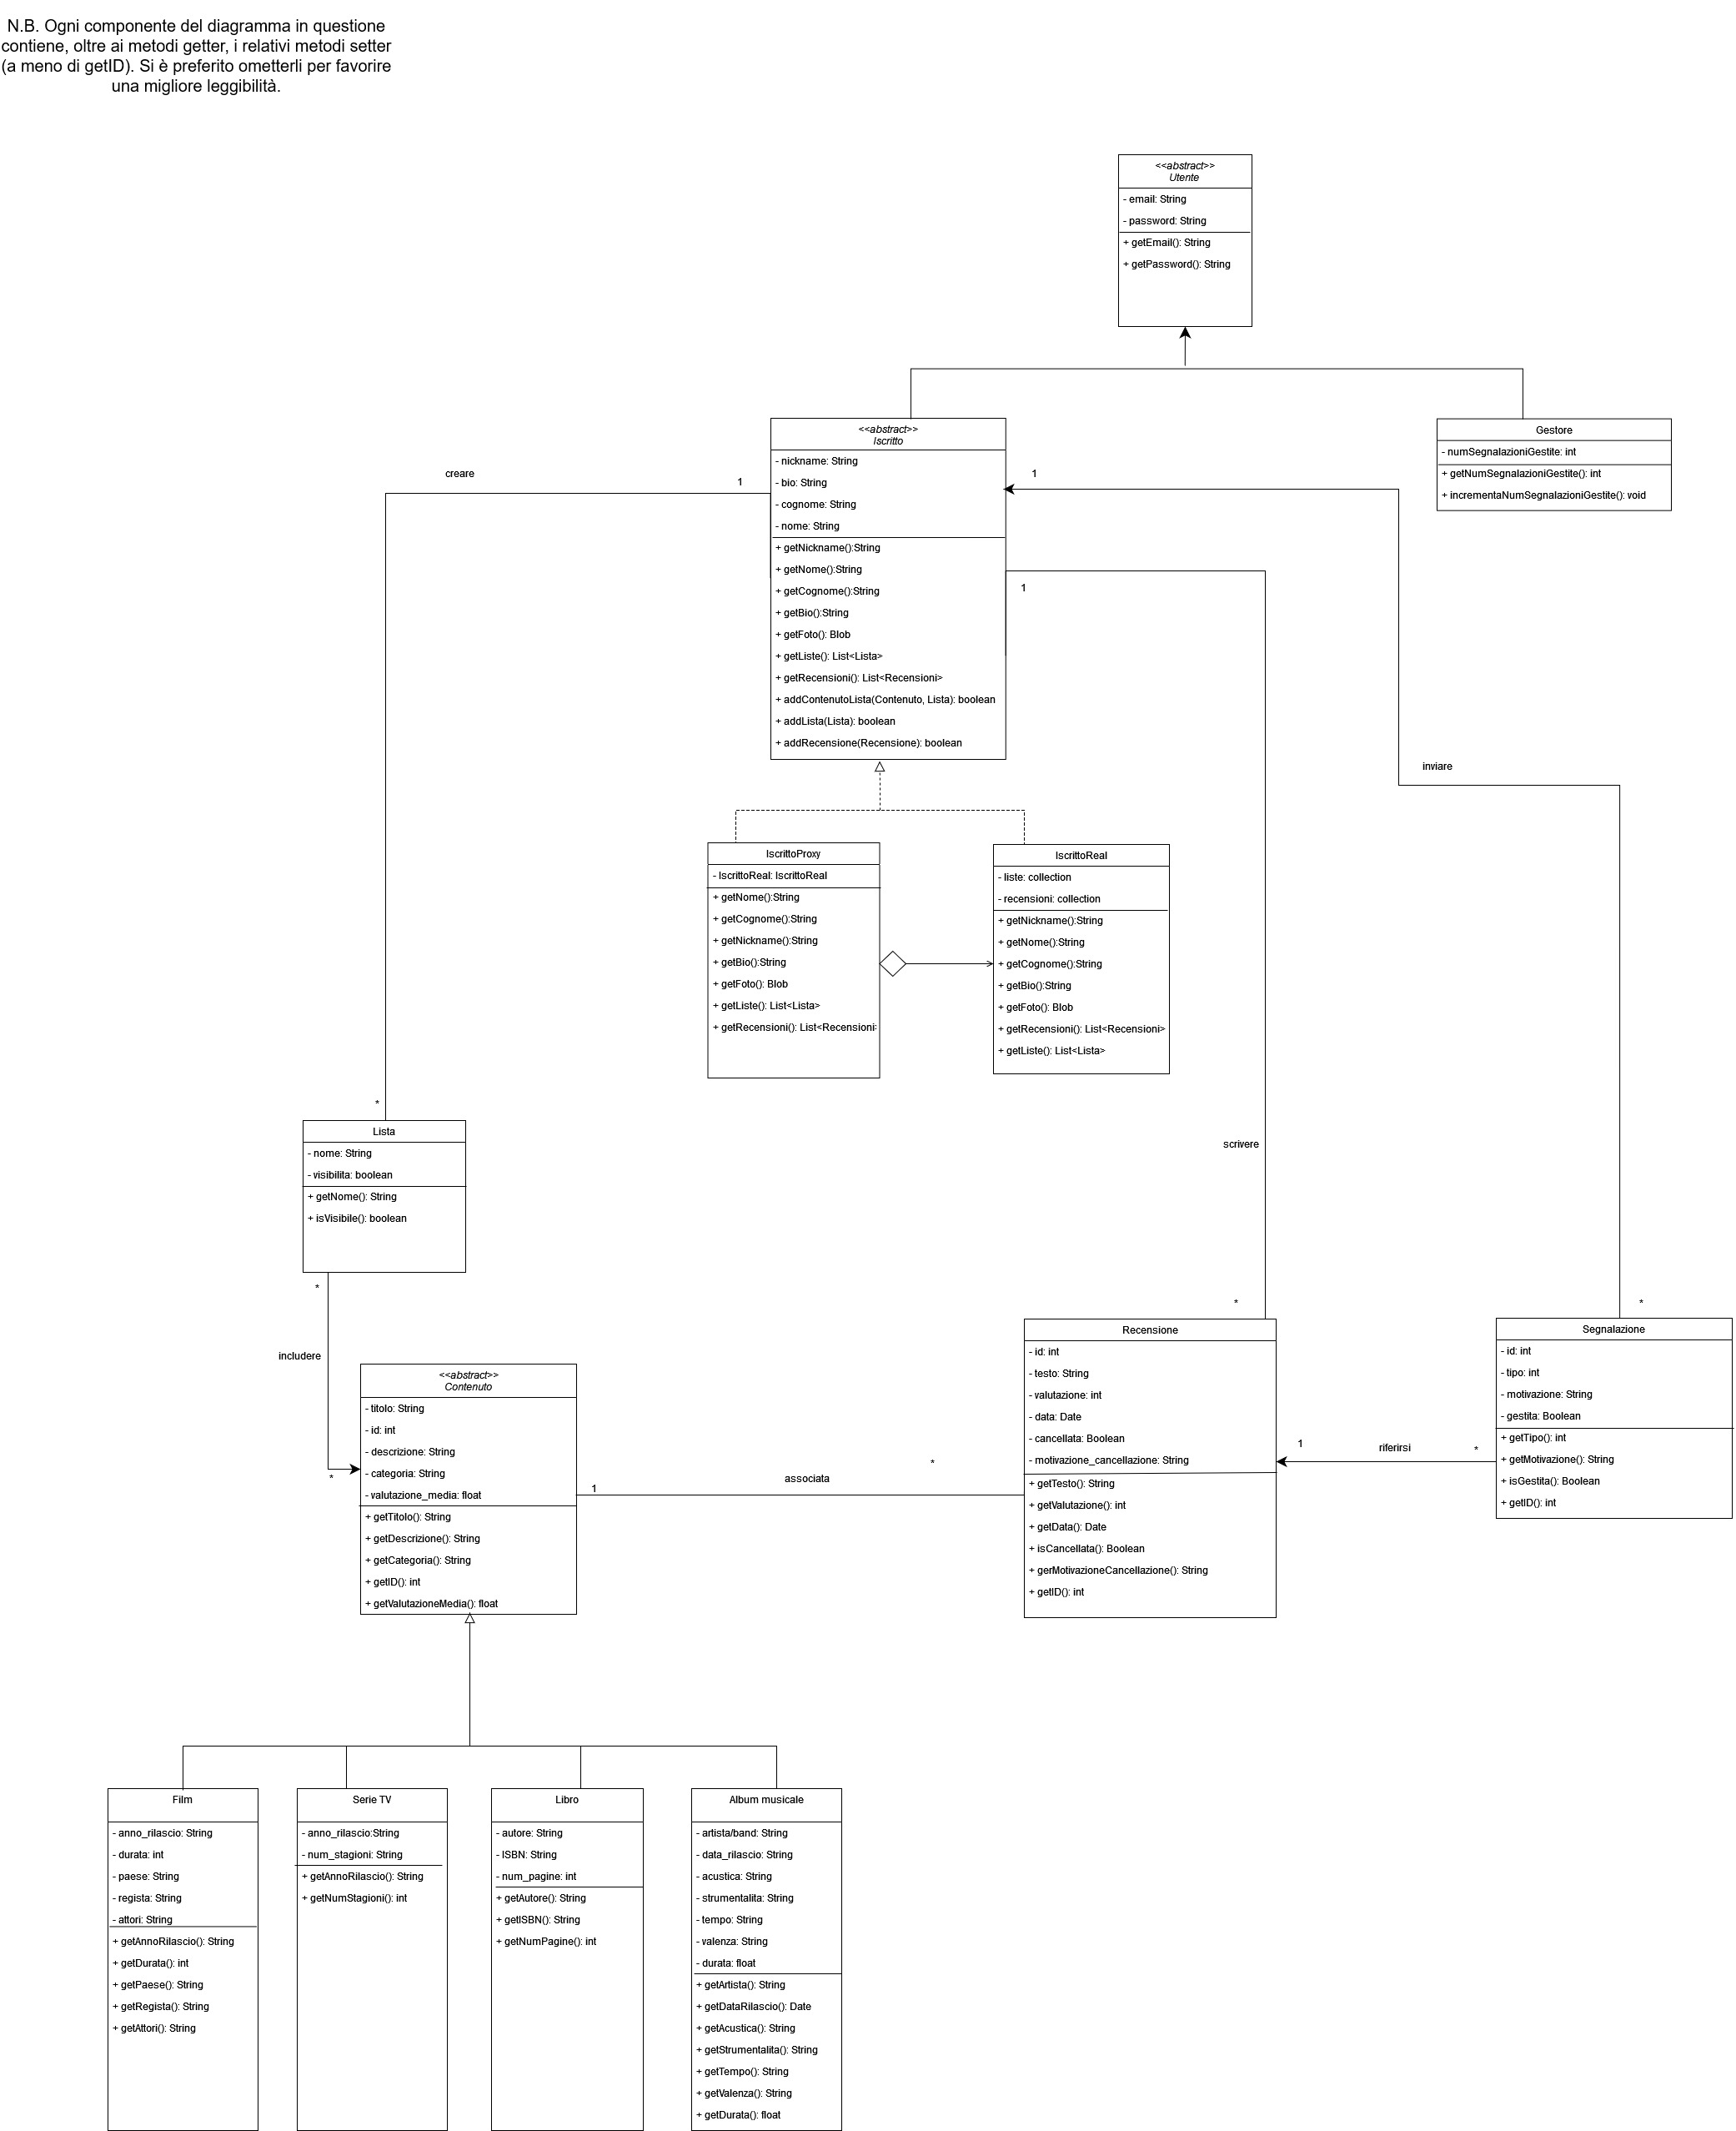 N.B. Ogni componente del diagramma in questione
contiene, oltre ai metodi getter, i relativi metodi setter
(a meno di getID). Si è preferito ometterli per favorire
una migliore leggibilità.
<<abstract>>
Utente
- email: String
- password: String
+ getEmail(): String
+ getPassword(): String
<<abstract>>
Iscritto
- nickname: String
- bio: String
- cognome: String
- nome: String
+ getNickname():String
+ getNome():String
+ getCognome():String
+ getBio():String
+ getFoto(): Blob
+ getListe(): List<Lista>
+ getRecensioni(): List<Recensioni>
+ addContenutoLista(Contenuto, Lista): boolean
+ addLista(Lista): boolean
+ addRecensione(Recensione): boolean
Gestore
- numSegnalazioniGestite: int
+ getNumSegnalazioniGestite(): int
+ incrementaNumSegnalazioniGestite(): void
creare
1
1
1
inviare
IscrittoProxy
- IscrittoReal: IscrittoReal
+ getNome():String
+ getCognome():String
+ getNickname():String
+ getBio():String
+ getFoto(): Blob
+ getListe(): List<Lista>
+ getRecensioni(): List<Recensioni
IscrittoReal
- liste: collection
- recensioni: collection
+ getNickname():String
+ getNome():String
+ getCognome():String
+ getBio():String
+ getFoto(): Blob
+ getRecensioni(): List<Recensioni>
+ getListe(): List<Lista>
*
scrivere
Lista
- nome: String
- visibilita: boolean
+ getNome(): String
+ isVisibile(): boolean
*
includere
*
*
*
<<abstract>>
Contenuto
- titolo: String
- id: int
- descrizione: String
- categoria: String
- valutazione_media: float
+ getTitolo(): String
+ getDescrizione(): String
+ getCategoria(): String
+ getID(): int
+ getValutazioneMedia(): float
1
associata
*
Recensione
- id: int
- testo: String
- valutazione: int
- data: Date
- cancellata: Boolean
- motivazione_cancellazione: String
+ getTesto(): String
+ getValutazione(): int
+ getData(): Date
+ isCancellata(): Boolean
+ gerMotivazioneCancellazione(): String
+ getID(): int
1
riferirsi
*
Segnalazione
- id: int
- tipo: int
- motivazione: String
- gestita: Boolean
+ getTipo(): int
+ getMotivazione(): String
+ isGestita(): Boolean
+ getID(): int
Film
- anno_rilascio: String
- durata: int
- paese: String
- regista: String
- attori: String
+ getAnnoRilascio(): String
+ getDurata(): int
+ getPaese(): String
+ getRegista(): String
+ getAttori(): String
Serie TV
- anno_rilascio:String
- num_stagioni: String
+ getAnnoRilascio(): String
+ getNumStagioni(): int
Libro
- autore: String
- ISBN: String
- num_pagine: int
+ getAutore(): String
+ getISBN(): String
+ getNumPagine(): int
Album musicale
- artista/band: String
- data_rilascio: String
- acustica: String
- strumentalita: String
- tempo: String
- valenza: String
- durata: float
+ getArtista(): String
+ getDataRilascio(): Date
+ getAcustica(): String
+ getStrumentalita(): String
+ getTempo(): String
+ getValenza(): String
+ getDurata(): float